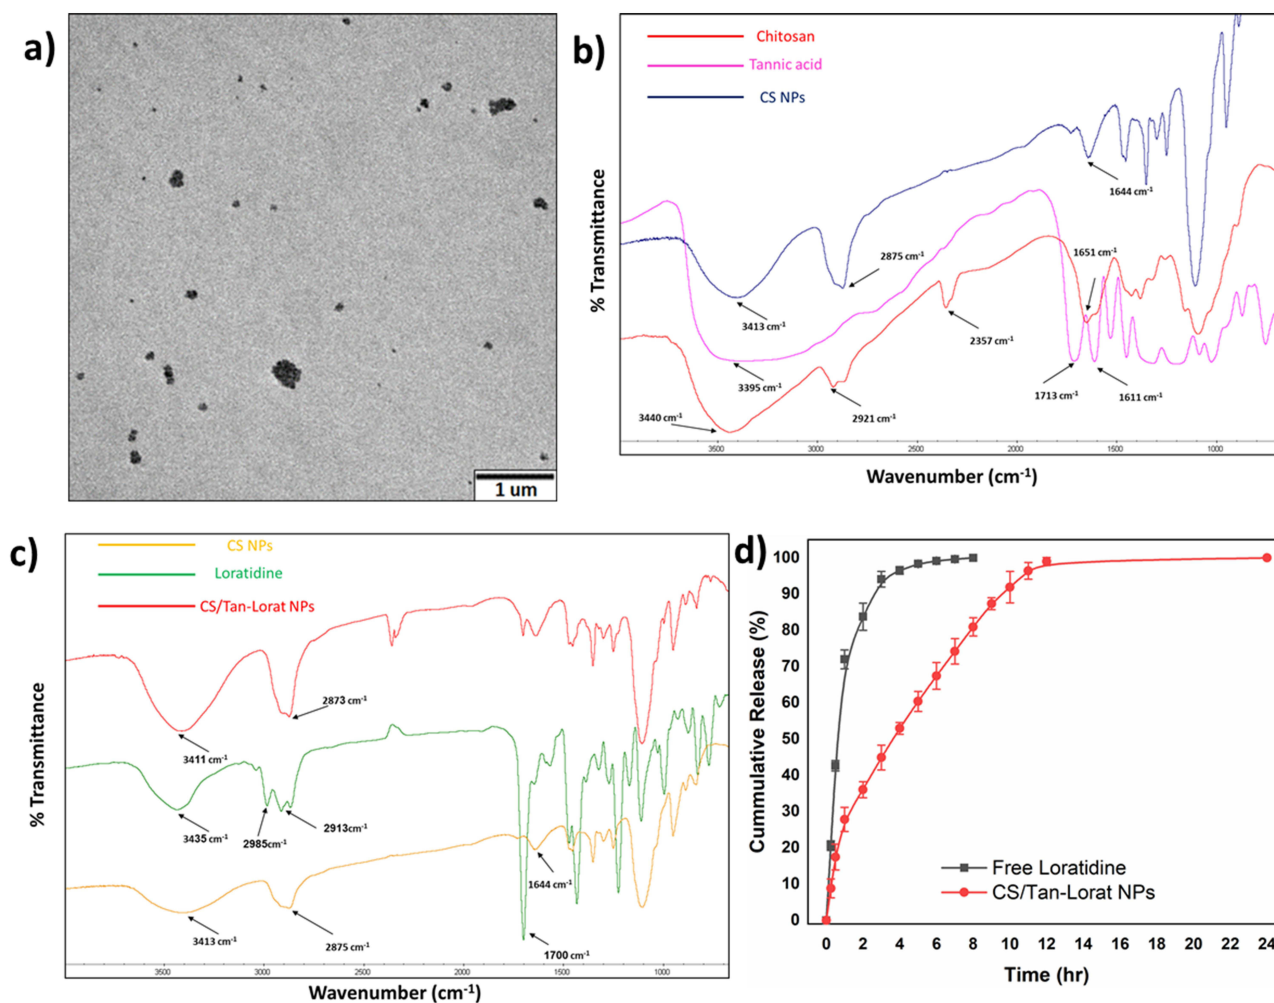 a)
1 um
b)
Chitosan
Tannic acid
CS NPs
% Transmittance
1644 cm⁻¹
2875 cm⁻¹
1651 cm⁻¹
3413 cm⁻¹
2357 cm⁻¹
3395 cm⁻¹
1713 cm⁻¹
1611 cm⁻¹
3440 cm⁻¹
2921 cm⁻¹
3500 3000 2500 2000 1500 1000
Wavenumber (cm⁻¹)
c)
CS NPs
Loratidine
CS/Tan-Lorat NPs
% Transmittance
2873 cm⁻¹
3411 cm⁻¹
2913cm⁻¹
3435 cm⁻¹
2985cm⁻¹
1644 cm⁻¹
3413 cm⁻¹
2875 cm⁻¹
1700 cm⁻¹
3500 3000 2500 2000 1500 1000
Wavenumber (cm⁻¹)
d)
Cummulative Release (%)
100
90
80
70
60
50
40
30
20
10
0
Free Loratidine
CS/Tan-Lorat NPs
0 2 4 6 8 10 12 14 16 18 20 22 24
Time (hr)